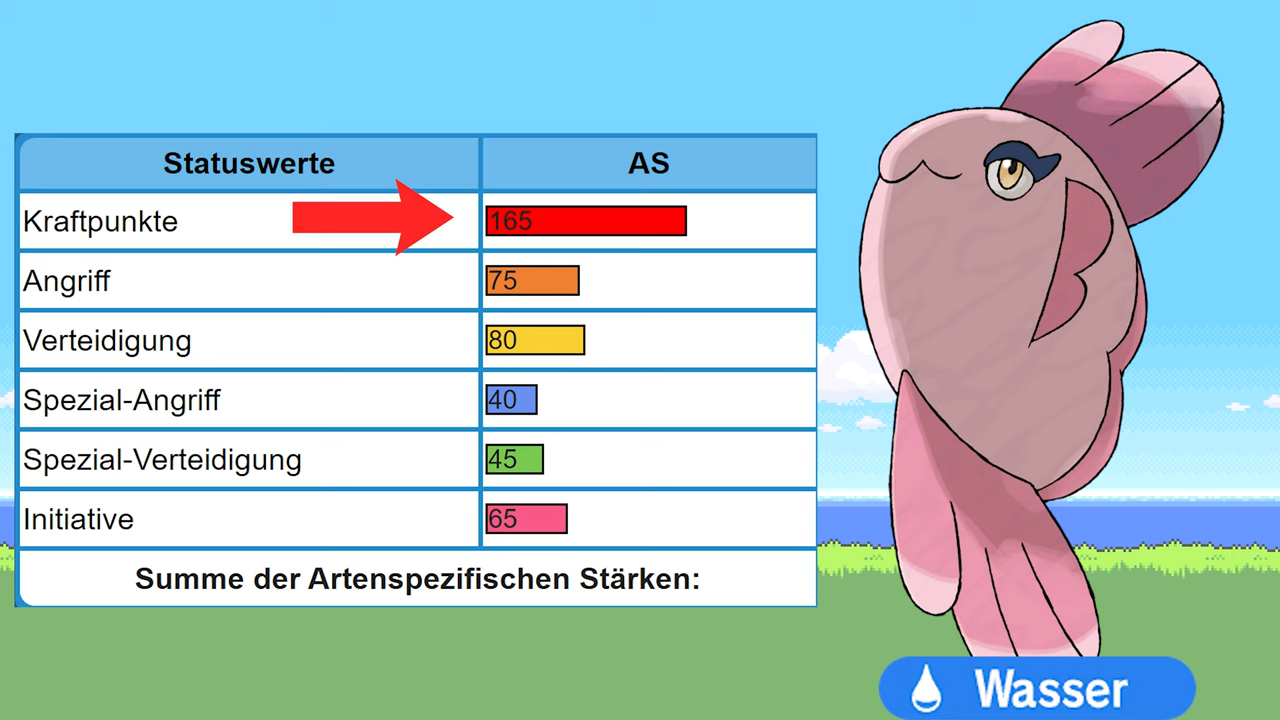 Statuswerte AS
Kraftpunkte 165
Angriff 75
Verteidigung 80
Spezial-Angriff 40
Spezial-Verteidigung 45
Initiative 65
Summe der Artenspezifischen Stärken:
Wasser